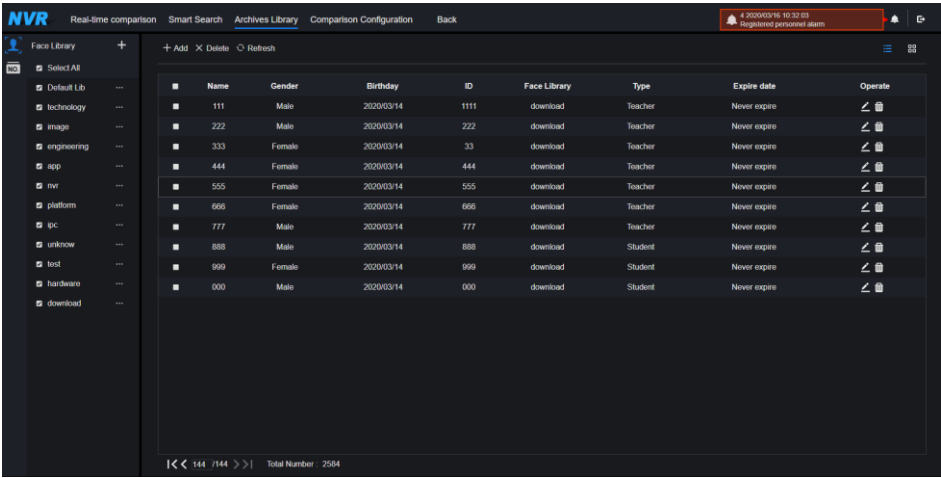 NVR Real-time comparison Smart Search Archives Library Comparison Configuration Back
4 2020/03/16 10:32:03
Registered personnel alarm
Face Library +
NO.
Select All
Default Lib ...
technology ...
image ...
engineering ...
app ...
nvr ...
platform ...
ipc ...
unknow ...
test ...
hardware ...
download ...
+ Add × Delete Refresh
Name Gender Birthday ID Face Library Type Expire date Operate
111 Male 2020/03/14 1111 download Teacher Never expire
222 Male 2020/03/14 222 download Teacher Never expire
333 Female 2020/03/14 33 download Teacher Never expire
444 Female 2020/03/14 444 download Teacher Never expire
555 Female 2020/03/14 555 download Teacher Never expire
666 Female 2020/03/14 666 download Teacher Never expire
777 Male 2020/03/14 777 download Teacher Never expire
888 Male 2020/03/14 888 download Student Never expire
999 Female 2020/03/14 999 download Student Never expire
000 Male 2020/03/14 000 download Student Never expire
144 /144 Total Number : 2584